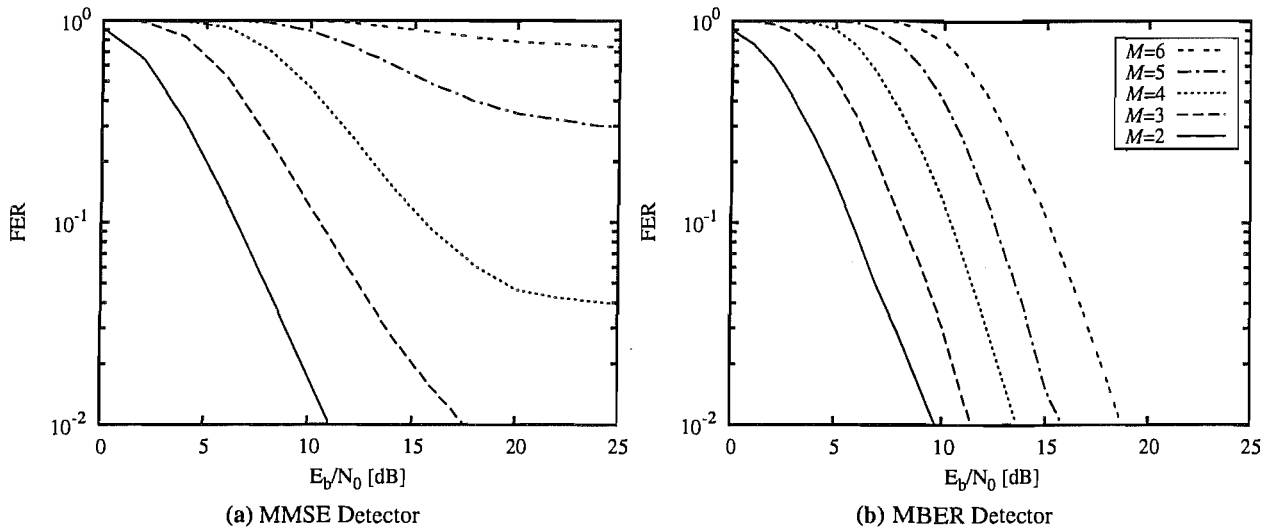 10^0
10^-1
10^-2
FER
0 5 10 15 20 25
E_b/N_0 [dB]
(a) MMSE Detector
10^0
10^-1
10^-2
FER
M=6
M=5
M=4
M=3
M=2
0 5 10 15 20 25
E_b/N_0 [dB]
(b) MBER Detector